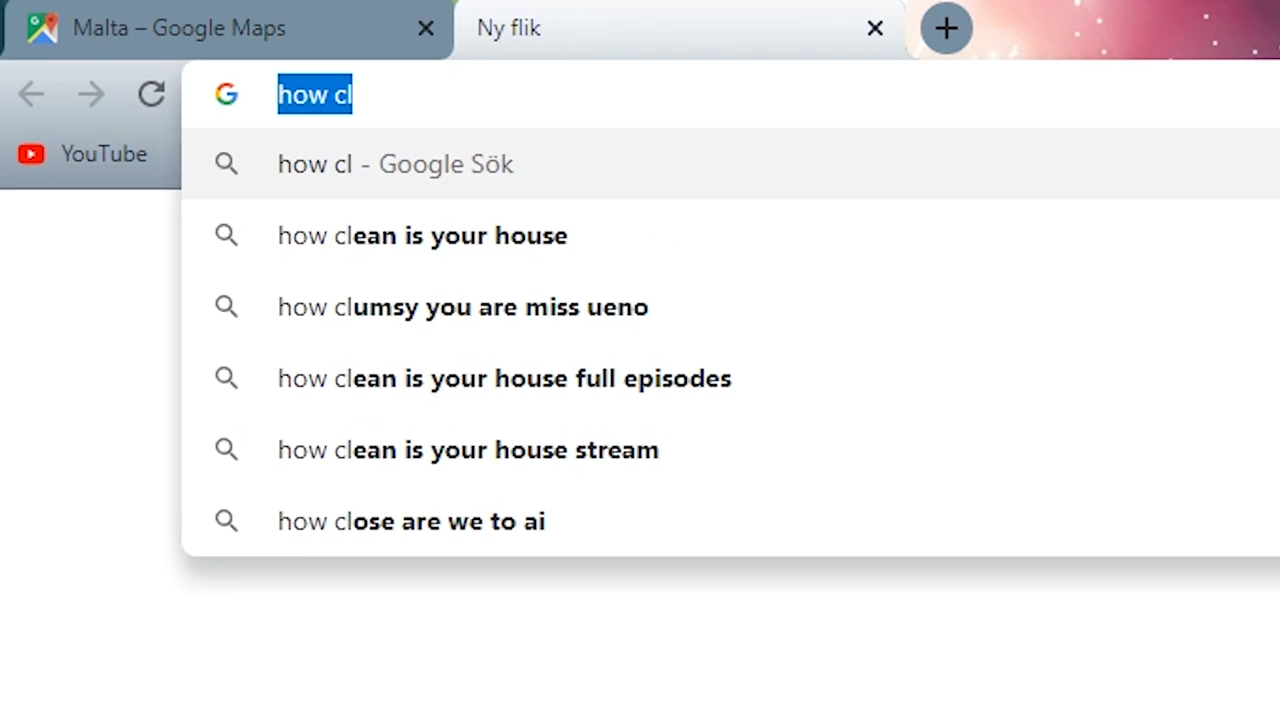 Malta – Google Maps
Ny flik
how cl
YouTube
how cl - Google Sök
how clean is your house
how clumsy you are miss ueno
how clean is your house full episodes
how clean is your house stream
how close are we to ai